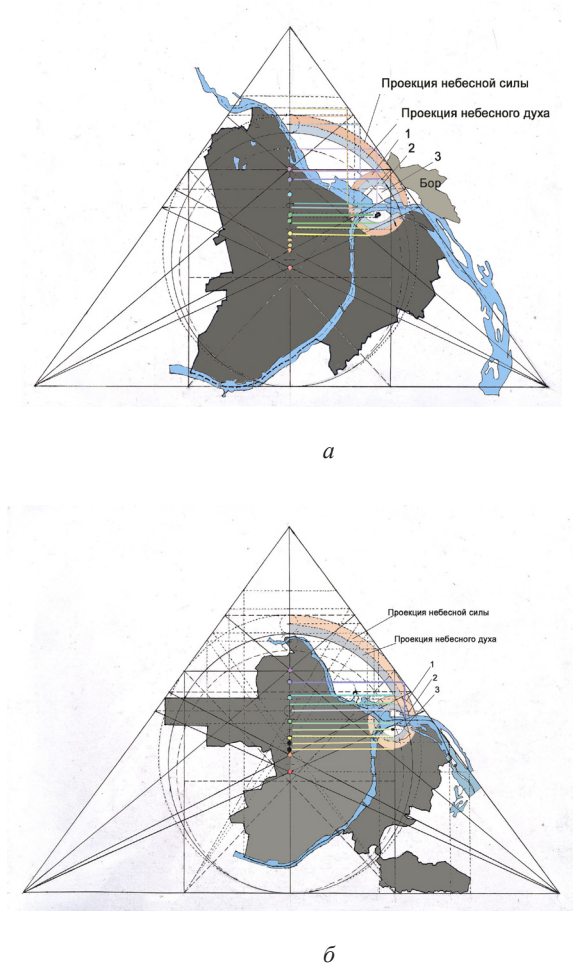 Проекция небесной силы
Проекция небесного духа
1
2
3
Бор
а
Проекция небесной силы
Проекция небесного духа
1
2
3
б